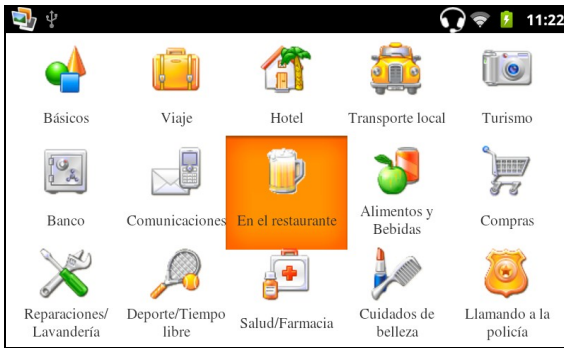 11:22
Básicos
Viaje
Hotel
Transporte local
Turismo
Banco
Comunicaciones
En el restaurante
Alimentos y
Bebidas
Compras
Reparaciones/
Lavandería
Deporte/Tiempo
libre
Salud/Farmacia
Cuidados de
belleza
Llamando a la
policía